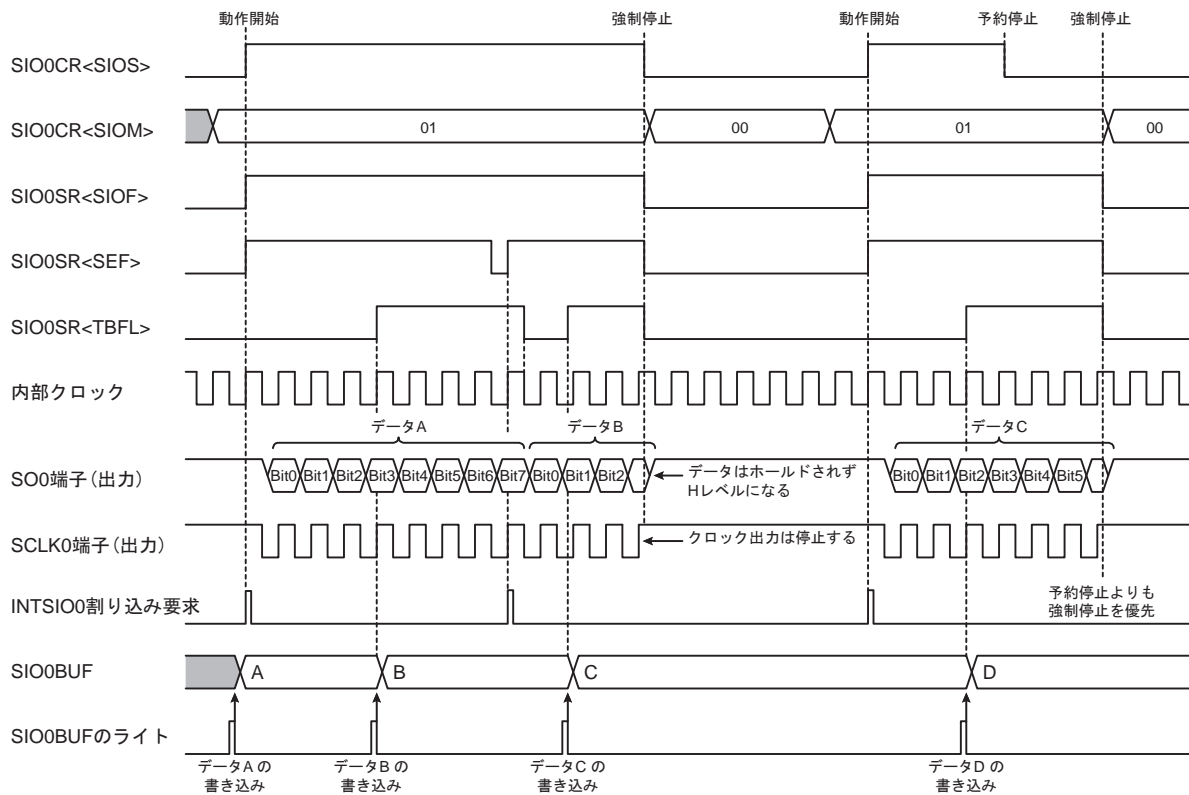 動作開始 強制停止 動作開始 予約停止 強制停止
SIO0CR<SIOS>
SIO0CR<SIOM> 01 00 01 00
SIO0SR<SIOF>
SIO0SR<SEF>
SIO0SR<TBFL>
内部クロック
データA データB データC
SO0端子(出力) Bit0 Bit1 Bit2 Bit3 Bit4 Bit5 Bit6 Bit7 Bit0 Bit1 Bit2 Bit0 Bit1 Bit2 Bit3 Bit4 Bit5
データはホールドされず
Hレベルになる
SCLK0端子(出力) クロック出力は停止する
INTSIO0割り込み要求
予約停止よりも
強制停止を優先
SIO0BUF A B C D
SIO0BUFのライト
データA の
書き込み
データB の
書き込み
データC の
書き込み
データD の
書き込み